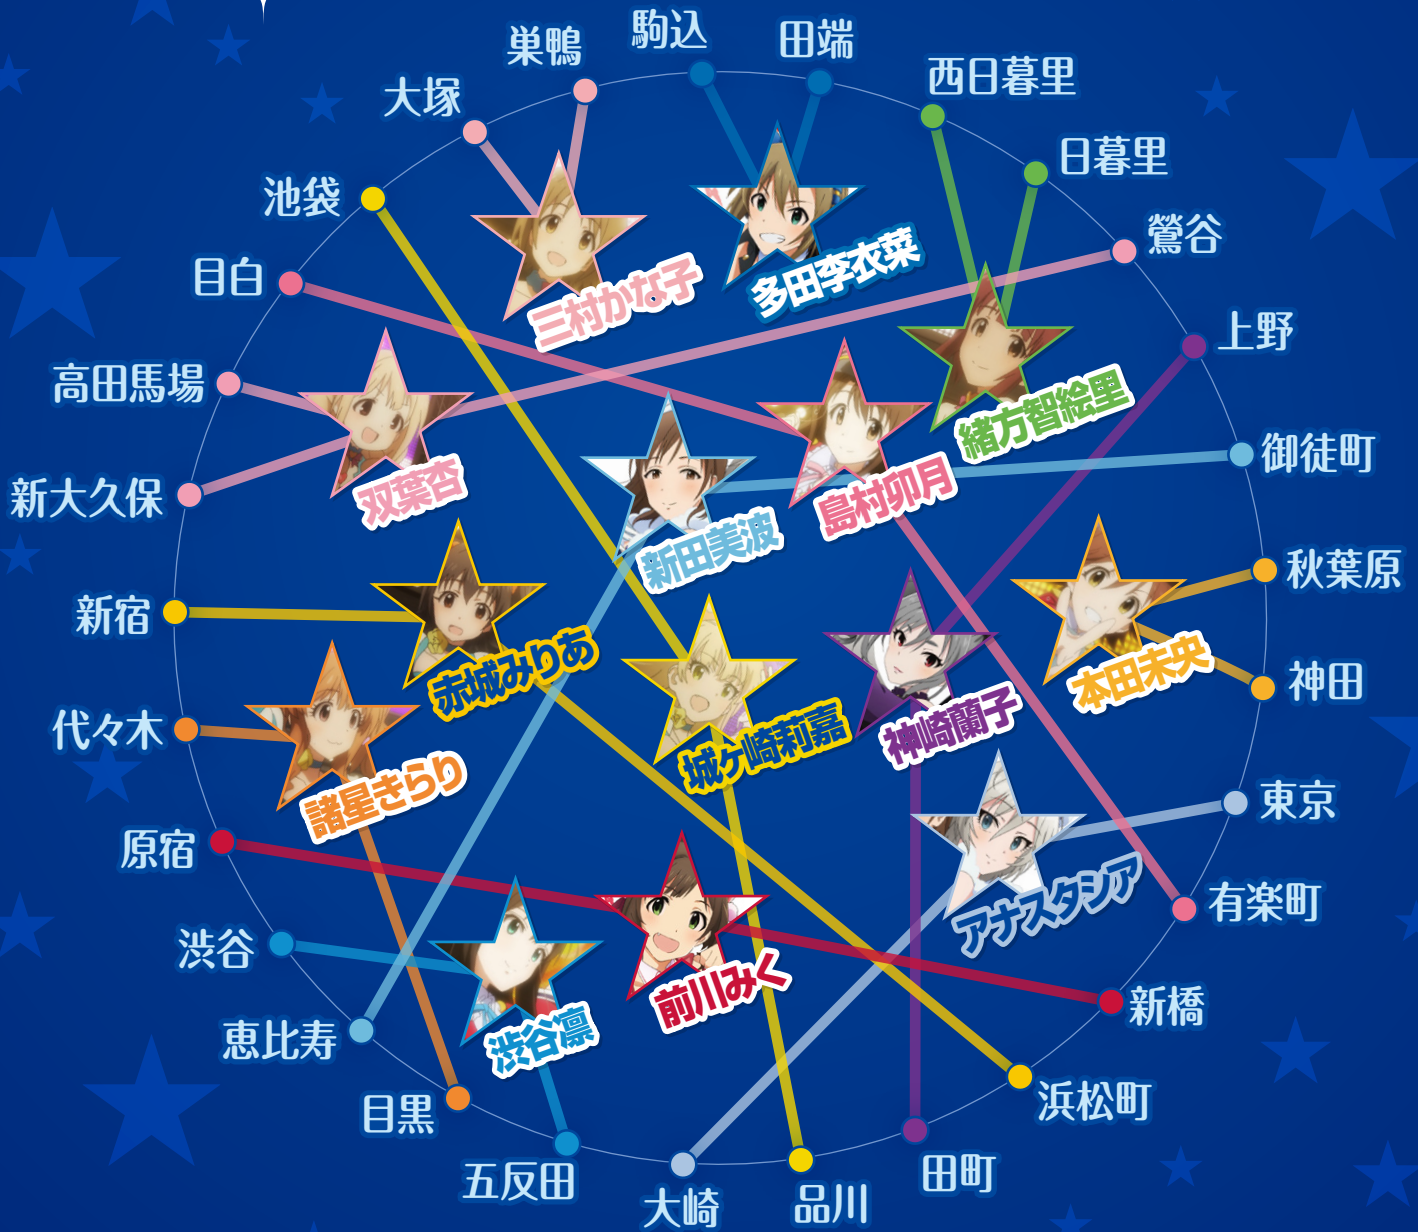 駒込
田端
巣鴨
西日暮里
大塚
日暮里
池袋
鶯谷
目白
三村かな子
多田李衣菜
上野
高田馬場
緒方智絵里
御徒町
新大久保
双葉杏
島村卯月
新田美波
秋葉原
新宿
赤城みりあ
本田未央
神田
代々木
諸星きらり
城ヶ崎莉嘉
神崎蘭子
東京
原宿
アナスタシア
有楽町
渋谷
前川みく
新橋
恵比寿
渋谷凛
目黒
浜松町
五反田
大崎
品川
田町